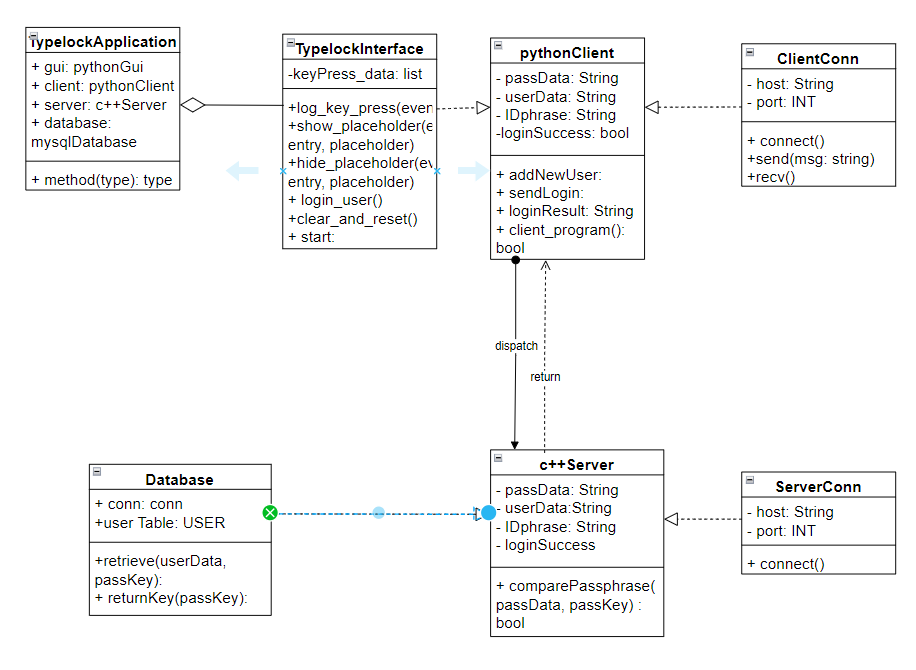 TypelockApplication
+ gui: pythonGui
+ client: pythonClient
+ server: c++Server
+ database:
mysqlDatabase
+ method(type): type
TypelockInterface
-keyPress_data: list
+log_key_press(even
+show_placeholder(e
entry, placeholder)
+hide_placeholder(ev
entry, placeholder)
+ login_user()
+clear_and_reset()
+ start:
pythonClient
- passData: String
- userData: String
- IDphrase: String
-loginSuccess: bool
+ addNewUser:
+ sendLogin:
+ loginResult: String
+ client_program():
bool
ClientConn
- host: String
- port: INT
+ connect()
+send(msg: string)
+recv()
dispatch
return
Database
+ conn: conn
+user Table: USER
+retrieve(userData,
passKey):
+ returnKey(passKey):
c++Server
- passData: String
- userData:String
- IDphrase: String
- loginSuccess
+ comparePassphrase(
passData, passKey) :
bool
ServerConn
- host: String
- port: INT
+ connect()